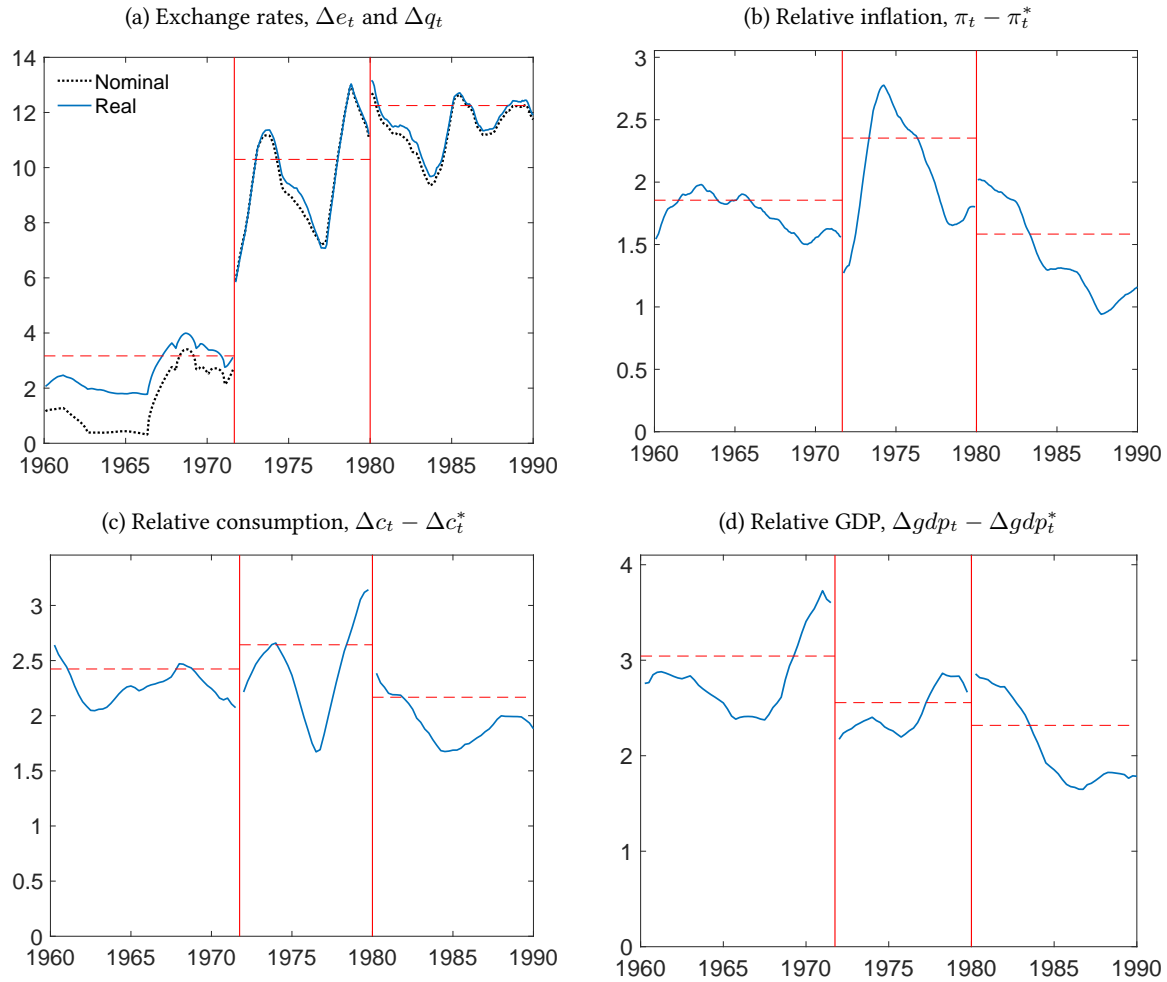 (a) Exchange rates, Δe_t and Δq_t
14
12
10
8
6
4
2
0
Nominal
Real
1960 1965 1970 1975 1980 1985 1990
(b) Relative inflation, π_t − π_t^*
3
2.5
2
1.5
1
0.5
0
1960 1965 1970 1975 1980 1985 1990
(c) Relative consumption, Δc_t − Δc_t^*
3
2.5
2
1.5
1
0.5
0
1960 1965 1970 1975 1980 1985 1990
(d) Relative GDP, Δgdp_t − Δgdp_t^*
4
3
2
1
0
1960 1965 1970 1975 1980 1985 1990